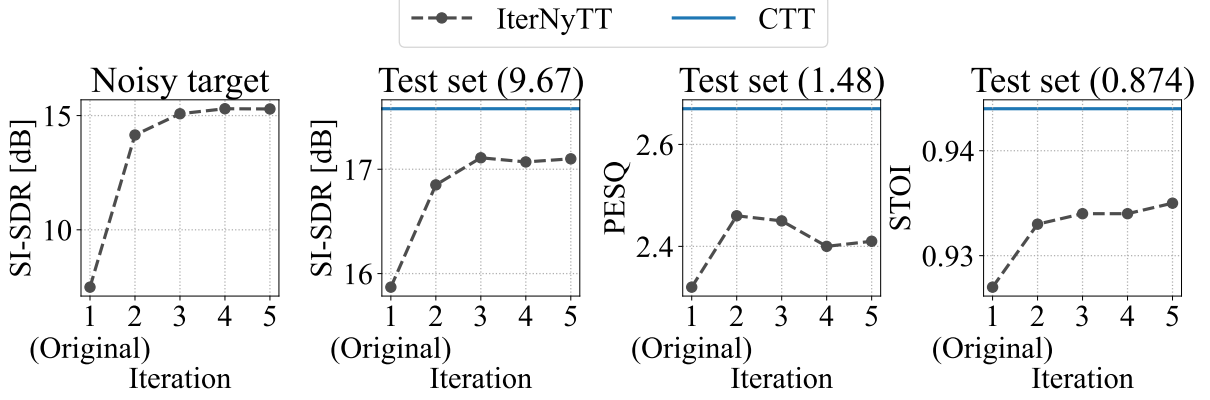 IterNyTT CTT
Noisy target
SI-SDR [dB]
15
10
1 2 3 4 5
(Original)
Iteration
Test set (9.67)
SI-SDR [dB]
17
16
1 2 3 4 5
(Original)
Iteration
Test set (1.48)
PESQ
2.6
2.4
1 2 3 4 5
(Original)
Iteration
Test set (0.874)
STOI
0.94
0.93
1 2 3 4 5
(Original)
Iteration